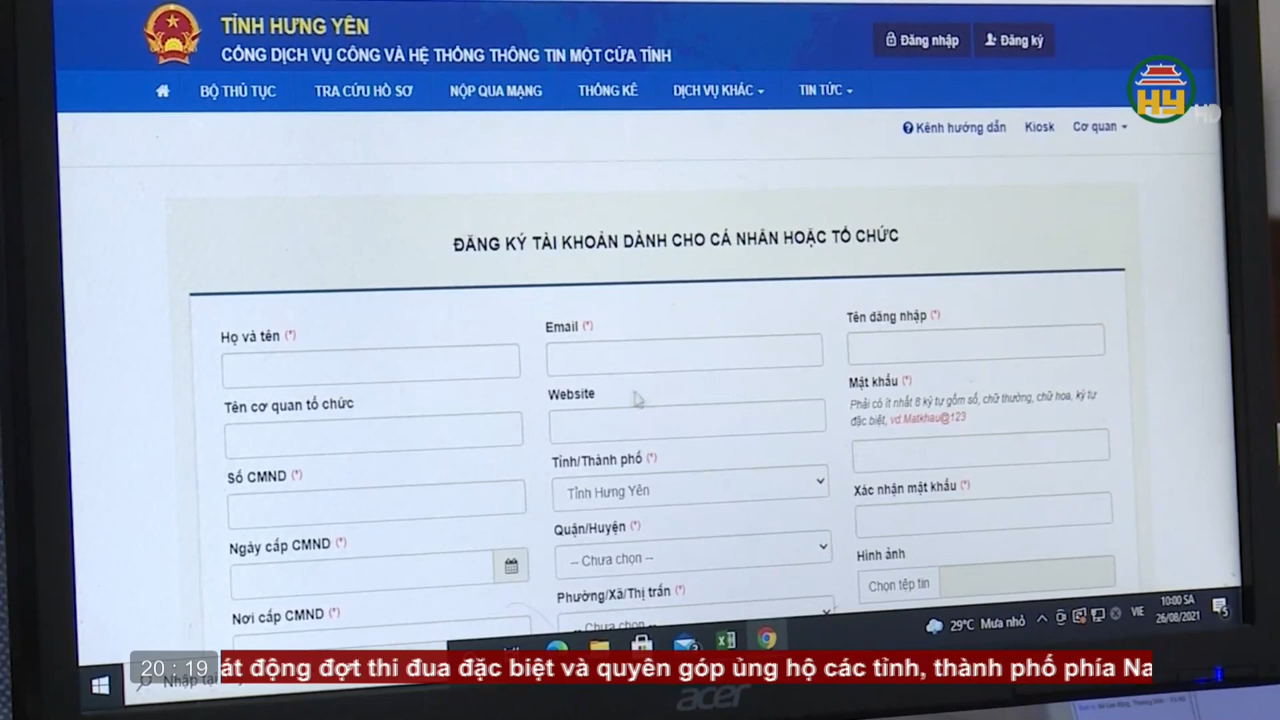 TỈNH HƯNG YÊN
CỔNG DỊCH VỤ CÔNG VÀ HỆ THỐNG THÔNG TIN MỘT CỬA TỈNH
Đăng nhập Đăng ký
BỘ THỦ TỤC TRA CỨU HỒ SƠ NỘP QUA MẠNG THỐNG KÊ DỊCH VỤ KHÁC TIN TỨC
HY HD
Kênh hướng dẫn Kiosk Cơ quan
ĐĂNG KÝ TÀI KHOẢN DÀNH CHO CÁ NHÂN HOẶC TỔ CHỨC
Họ và tên (*)
Tên cơ quan tổ chức
Số CMND (*)
Ngày cấp CMND (*)
Nơi cấp CMND (*)
Email (*)
Website
Tỉnh/Thành phố (*)
Tỉnh Hưng Yên
Quận/Huyện (*)
-- Chưa chọn --
Phường/Xã/Thị trấn (*)
-- Chưa chọn --
Tên đăng nhập (*)
Mật khẩu (*)
Phải có ít nhất 8 ký tự gồm số, chữ thường, chữ hoa, ký tự
đặc biệt, vd:Matkhau@123
Xác nhận mật khẩu (*)
Hình ảnh
Chọn tệp tin
29°C Mưa nhỏ VIE 10:00 SA
26/08/2021 5
Nhập
20 : 19 át động đợt thi đua đặc biệt và quyên góp ủng hộ các tỉnh, thành phố phía Na
acer